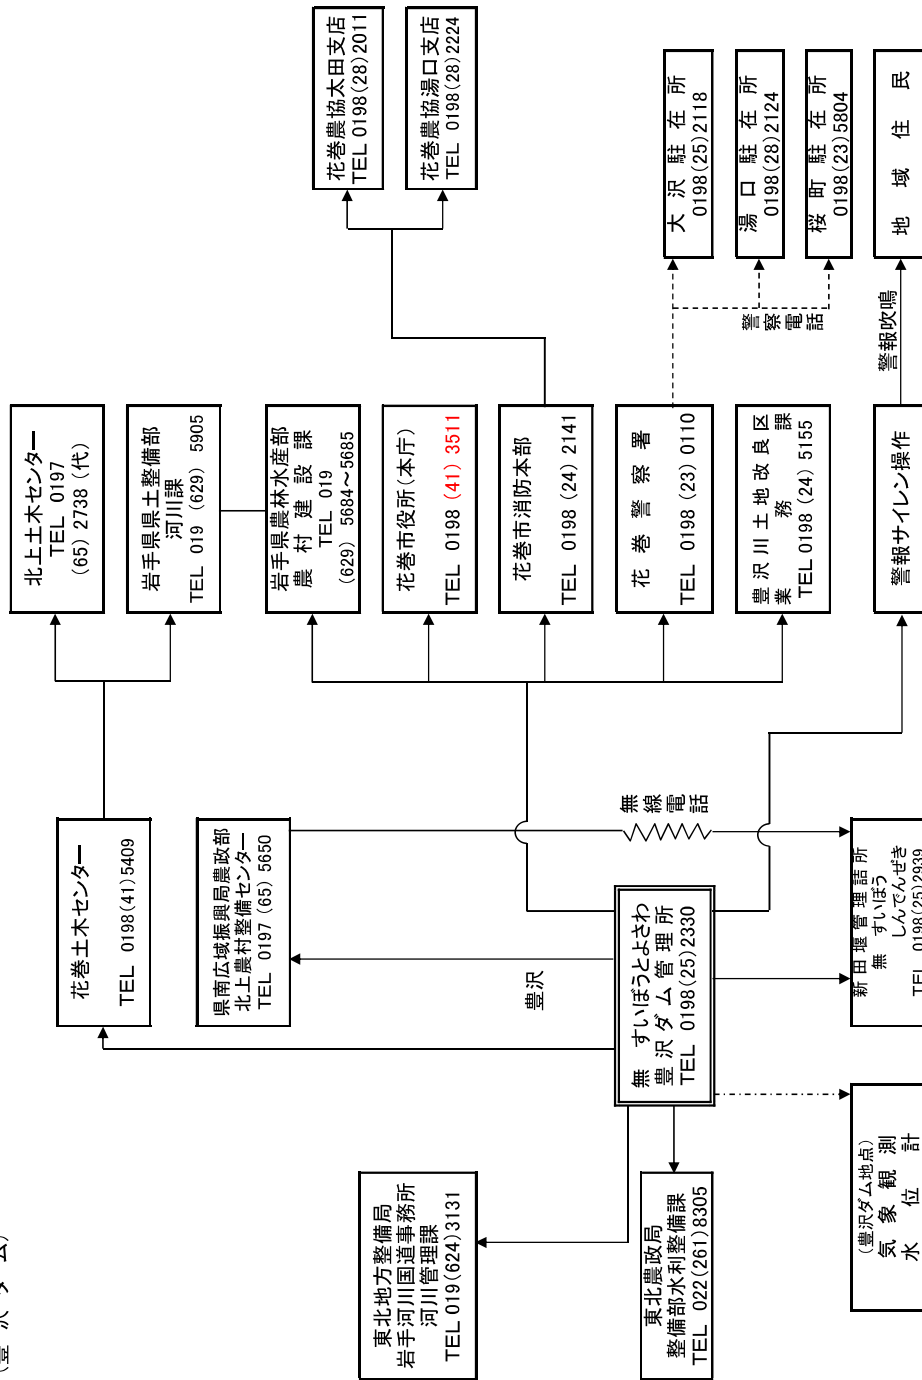 (豊 沢 ダ ム)
東北地方整備局
岩手河川国道事務所
河川管理課
TEL 019(624)3131
東北農政局
整備部水利整備課
TEL 022(261)8305
(豊沢ダム地点)
気 象 観 測
水 位 計
花巻土木センター
TEL 0198(41)5409
県南広域振興局農政部
北上農村整備センター
TEL 0197 (65) 5650
豊沢
無 すいぼうとよさわ
豊 沢 ダ ム 管 理 所
TEL 0198(25)2330
無線電話
新 田 堰 管 理 詰 所
無 すいぼう
しんでんぜき
TEL 0198(25)2939
北上土木センター
TEL 0197
(65) 2738 (代)
岩手県県土整備部
河川課
TEL 019 (629) 5905
岩手県農林水産部
農 村 建 設 課
TEL 019
(629) 5684~5685
花巻市役所(本庁)
TEL 0198 (41) 3511
花巻市消防本部
TEL 0198 (24) 2141
花 巻 警 察 署
TEL 0198 (23) 0110
豊 沢 川 土 地 改 良 区
業 務 課
TEL 0198 (24) 5155
警報サイレン操作
花巻農協太田支店
TEL 0198(28)2011
花巻農協湯口支店
TEL 0198(28)2224
大 沢 駐 在 所
0198(25)2118
湯 口 駐 在 所
0198(28)2124
桜 町 駐 在 所
0198(23)5804
警察電話
警報吹鳴
地 域 住 民